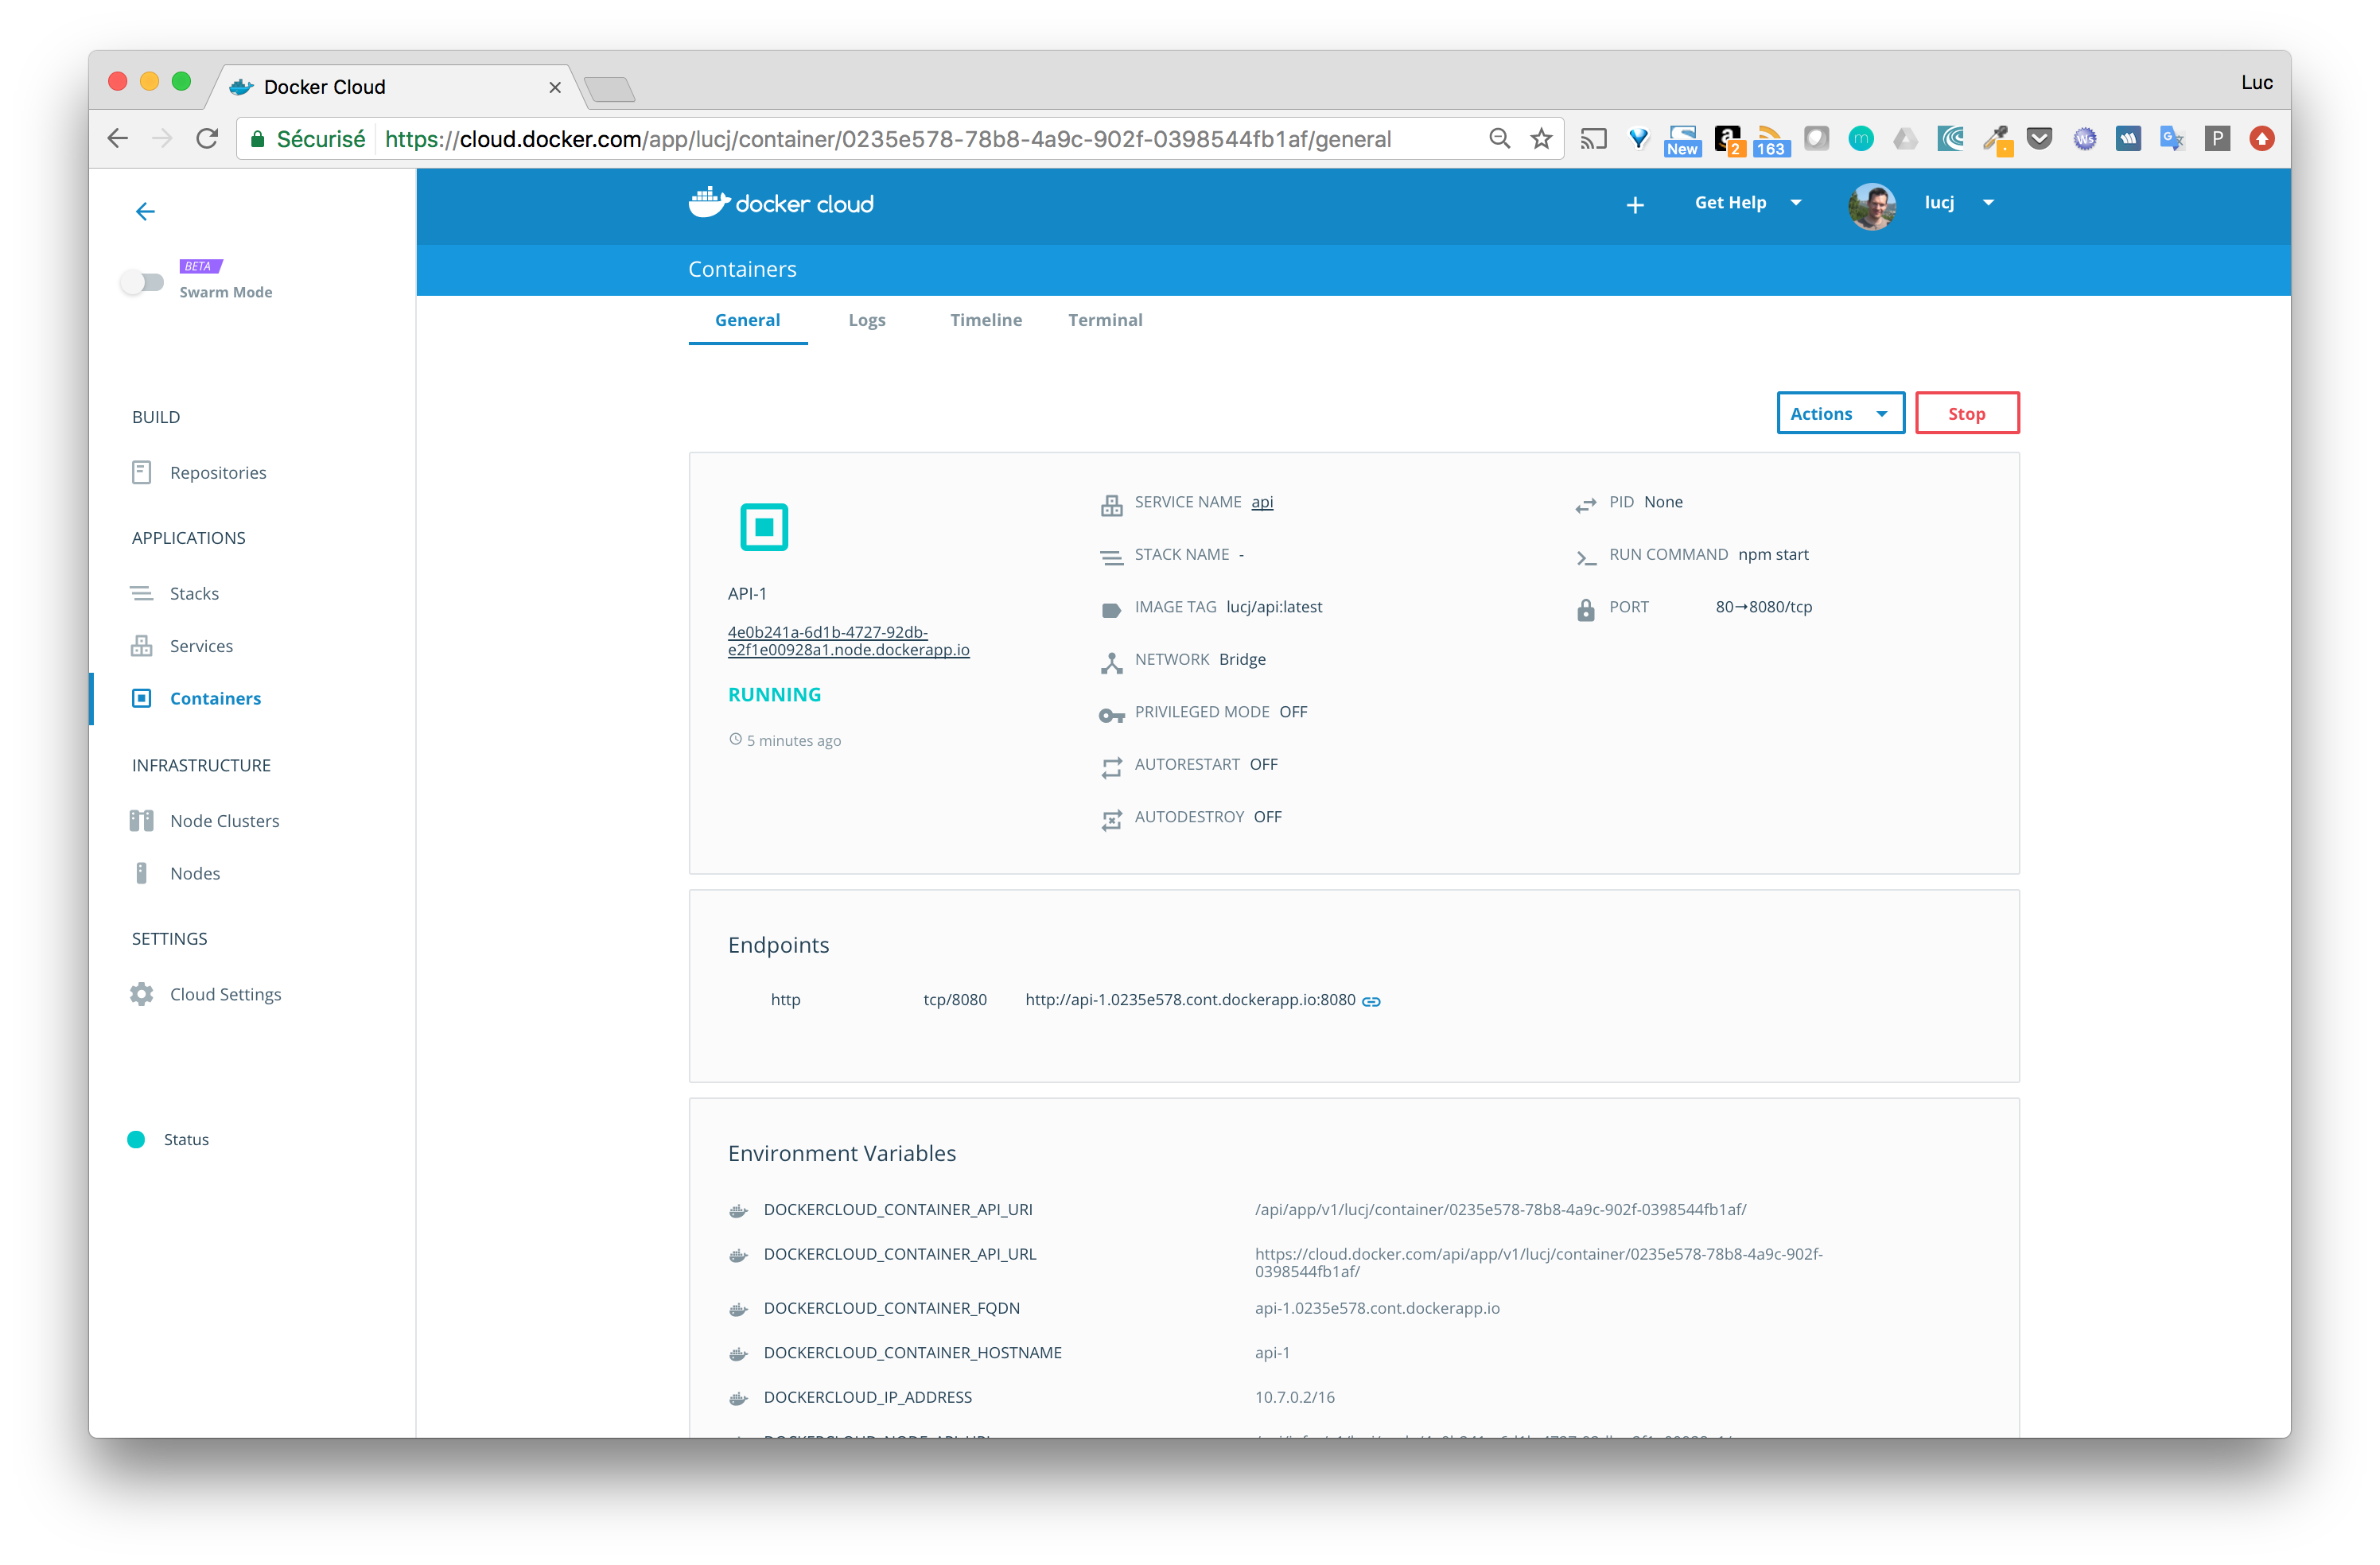 Docker Cloud
Luc
Sécurisé https://cloud.docker.com/app/lucj/container/0235e578-78b8-4a9c-902f-0398544fb1af/general
New
a
2
163
m
Ws
G
P
docker cloud
+ Get Help lucj
BETA
Swarm Mode
Containers
General Logs Timeline Terminal
Actions
Stop
BUILD
Repositories
APPLICATIONS
Stacks
Services
Containers
INFRASTRUCTURE
Node Clusters
Nodes
SETTINGS
Cloud Settings
Status
API-1
4e0b241a-6d1b-4727-92db-
e2f1e00928a1.node.dockerapp.io
RUNNING
5 minutes ago
SERVICE NAME api
STACK NAME -
IMAGE TAG lucj/api:latest
NETWORK Bridge
PRIVILEGED MODE OFF
AUTORESTART OFF
AUTODESTROY OFF
PID None
RUN COMMAND npm start
PORT 80→8080/tcp
Endpoints
http tcp/8080 http://api-1.0235e578.cont.dockerapp.io:8080
Environment Variables
DOCKERCLOUD_CONTAINER_API_URI /api/app/v1/lucj/container/0235e578-78b8-4a9c-902f-0398544fb1af/
DOCKERCLOUD_CONTAINER_API_URL https://cloud.docker.com/api/app/v1/lucj/container/0235e578-78b8-4a9c-902f-
0398544fb1af/
DOCKERCLOUD_CONTAINER_FQDN api-1.0235e578.cont.dockerapp.io
DOCKERCLOUD_CONTAINER_HOSTNAME api-1
DOCKERCLOUD_IP_ADDRESS 10.7.0.2/16